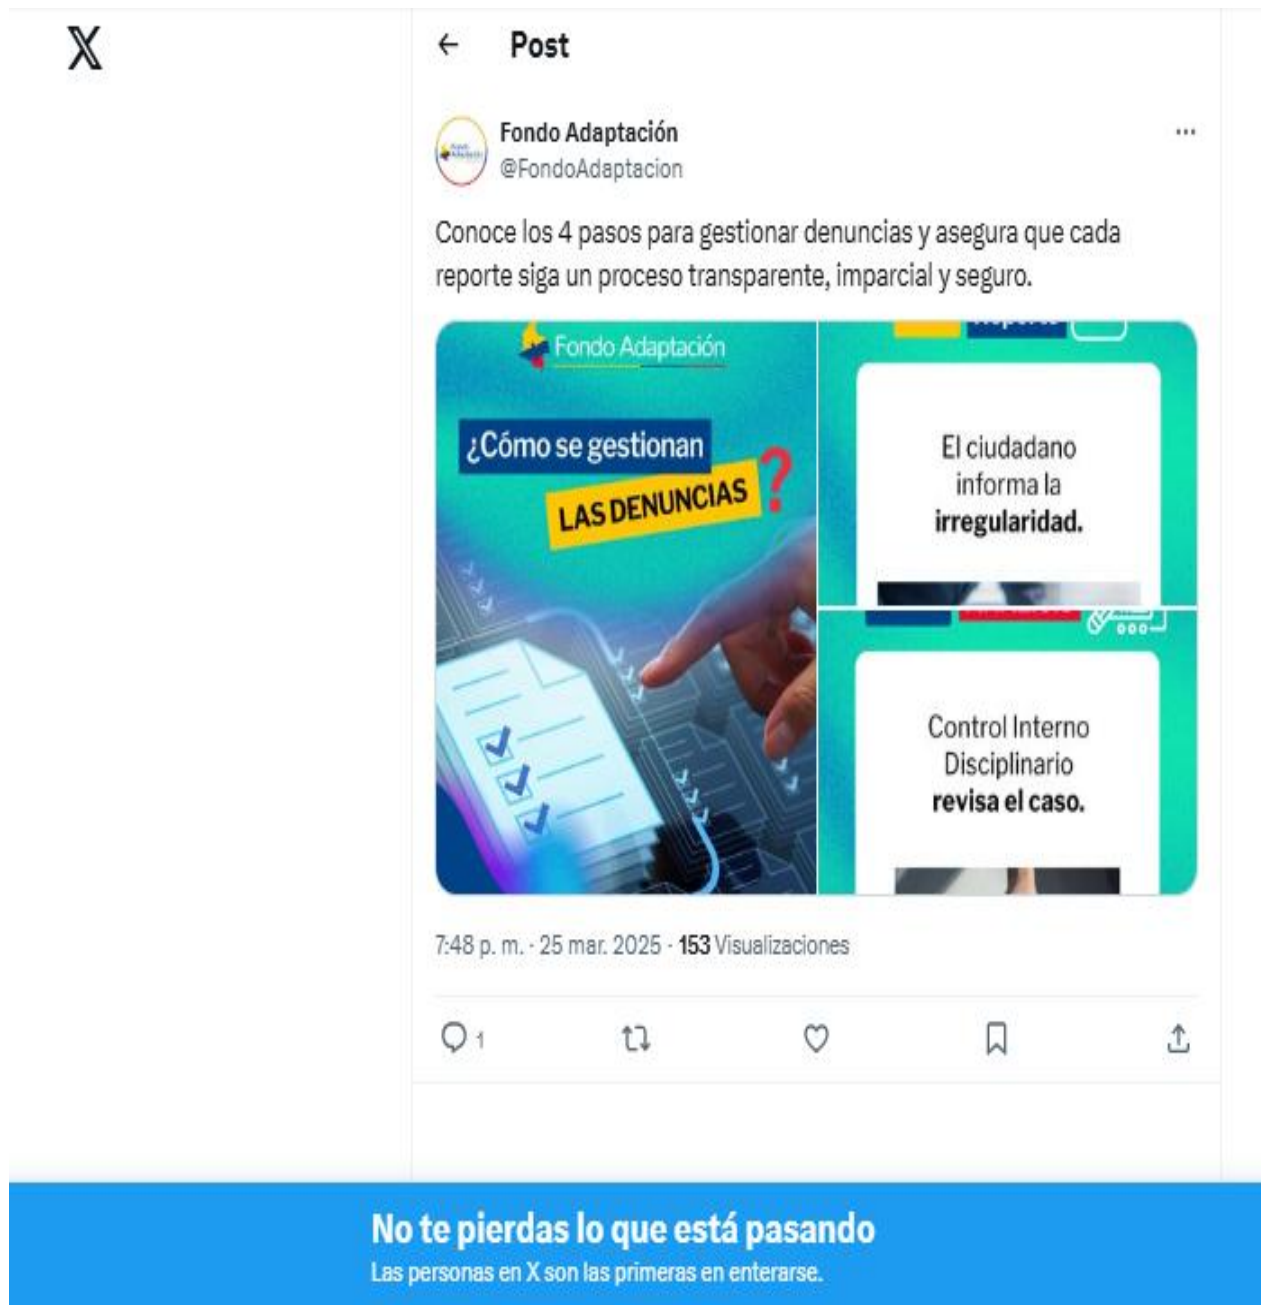 Post
Fondo Adaptación
@FondoAdaptacion
Conoce los 4 pasos para gestionar denuncias y asegura que cada
reporte siga un proceso transparente, imparcial y seguro.
Fondo Adaptación
¿Cómo se gestionan
LAS DENUNCIAS?
El ciudadano
informa la
irregularidad.
Control Interno
Disciplinario
revisa el caso.
7:48 p. m. · 25 mar. 2025 · 153 Visualizaciones
1
No te pierdas lo que está pasando
Las personas en X son las primeras en enterarse.